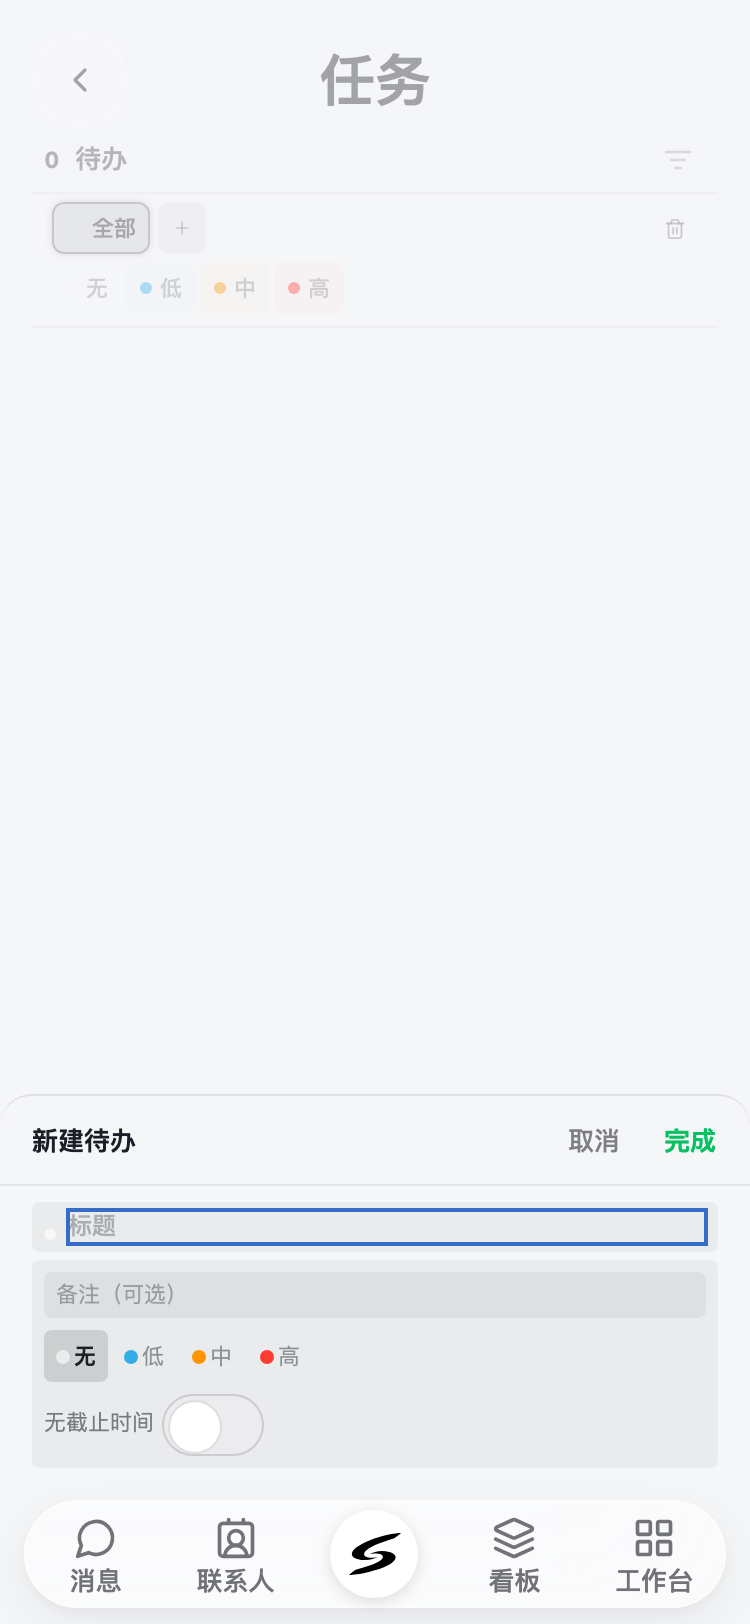 任务
0 待办
全部
无 低 中 高
新建待办 取消 完成
标题
备注（可选）
无 低 中 高
无截止时间
消息 联系人 看板 工作台